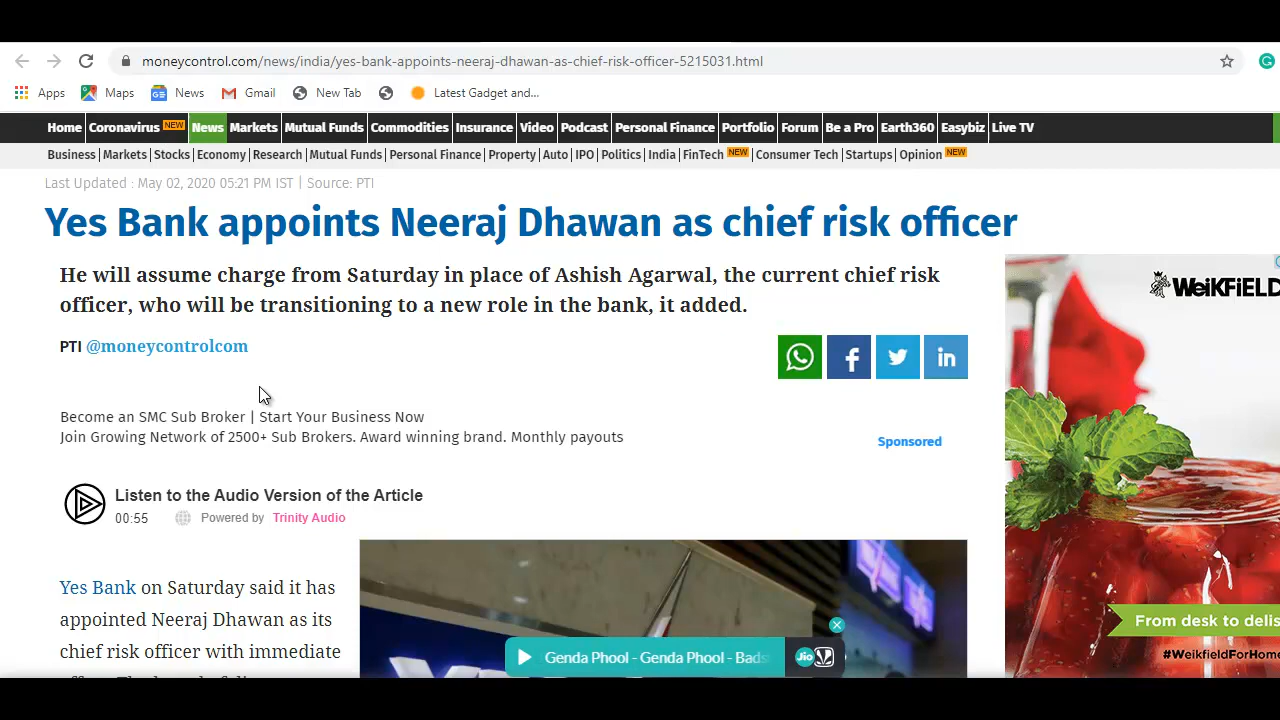 moneycontrol.com/news/india/yes-bank-appoints-neeraj-dhawan-as-chief-risk-officer-5215031.html
Apps Maps News Gmail New Tab Latest Gadget and...
Home Coronavirus NEW News Markets Mutual Funds Commodities Insurance Video Podcast Personal Finance Portfolio Forum Be a Pro Earth360 Easybiz Live TV
Business | Markets | Stocks | Economy | Research | Mutual Funds | Personal Finance | Property | Auto | IPO | Politics | India | FinTech NEW | Consumer Tech | Startups | Opinion NEW
Last Updated : May 02, 2020 05:21 PM IST | Source: PTI
Yes Bank appoints Neeraj Dhawan as chief risk officer
He will assume charge from Saturday in place of Ashish Agarwal, the current chief risk
officer, who will be transitioning to a new role in the bank, it added.
PTI @moneycontrolcom
Become an SMC Sub Broker | Start Your Business Now
Join Growing Network of 2500+ Sub Brokers. Award winning brand. Monthly payouts
Sponsored
Listen to the Audio Version of the Article
00:55 Powered by Trinity Audio
Yes Bank on Saturday said it has
appointed Neeraj Dhawan as its
chief risk officer with immediate
Genda Phool - Genda Phool - Bads
Jio
WeiKFiELD
From desk to delis
#WeikfieldForHome